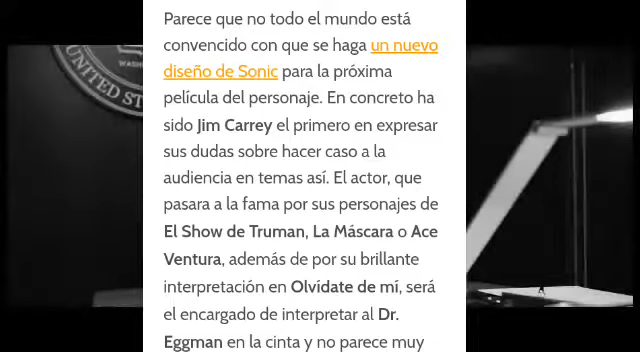 Parece que no todo el mundo está
convencido con que se haga un nuevo
diseño de Sonic para la próxima
película del personaje. En concreto ha
sido Jim Carrey el primero en expresar
sus dudas sobre hacer caso a la
audiencia en temas así. El actor, que
pasara a la fama por sus personajes de
El Show de Truman, La Máscara o Ace
Ventura, además de por su brillante
interpretación en Olvídate de mí, será
el encargado de interpretar al Dr.
Eggman en la cinta y no parece muy
UNITED ST
WASH